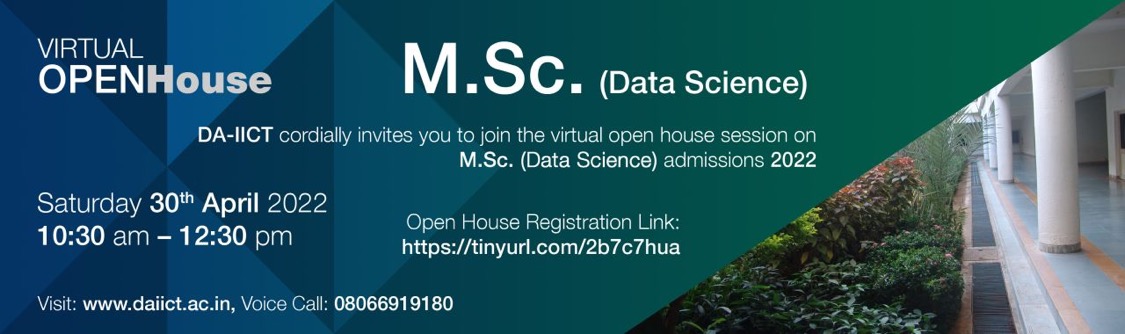 VIRTUAL
OPENHouse
M.Sc. (Data Science)
DA-IICT cordially invites you to join the virtual open house session on
M.Sc. (Data Science) admissions 2022
Saturday 30th April 2022
10:30 am – 12:30 pm
Open House Registration Link:
https://tinyurl.com/2b7c7hua
Visit: www.daiict.ac.in, Voice Call: 08066919180